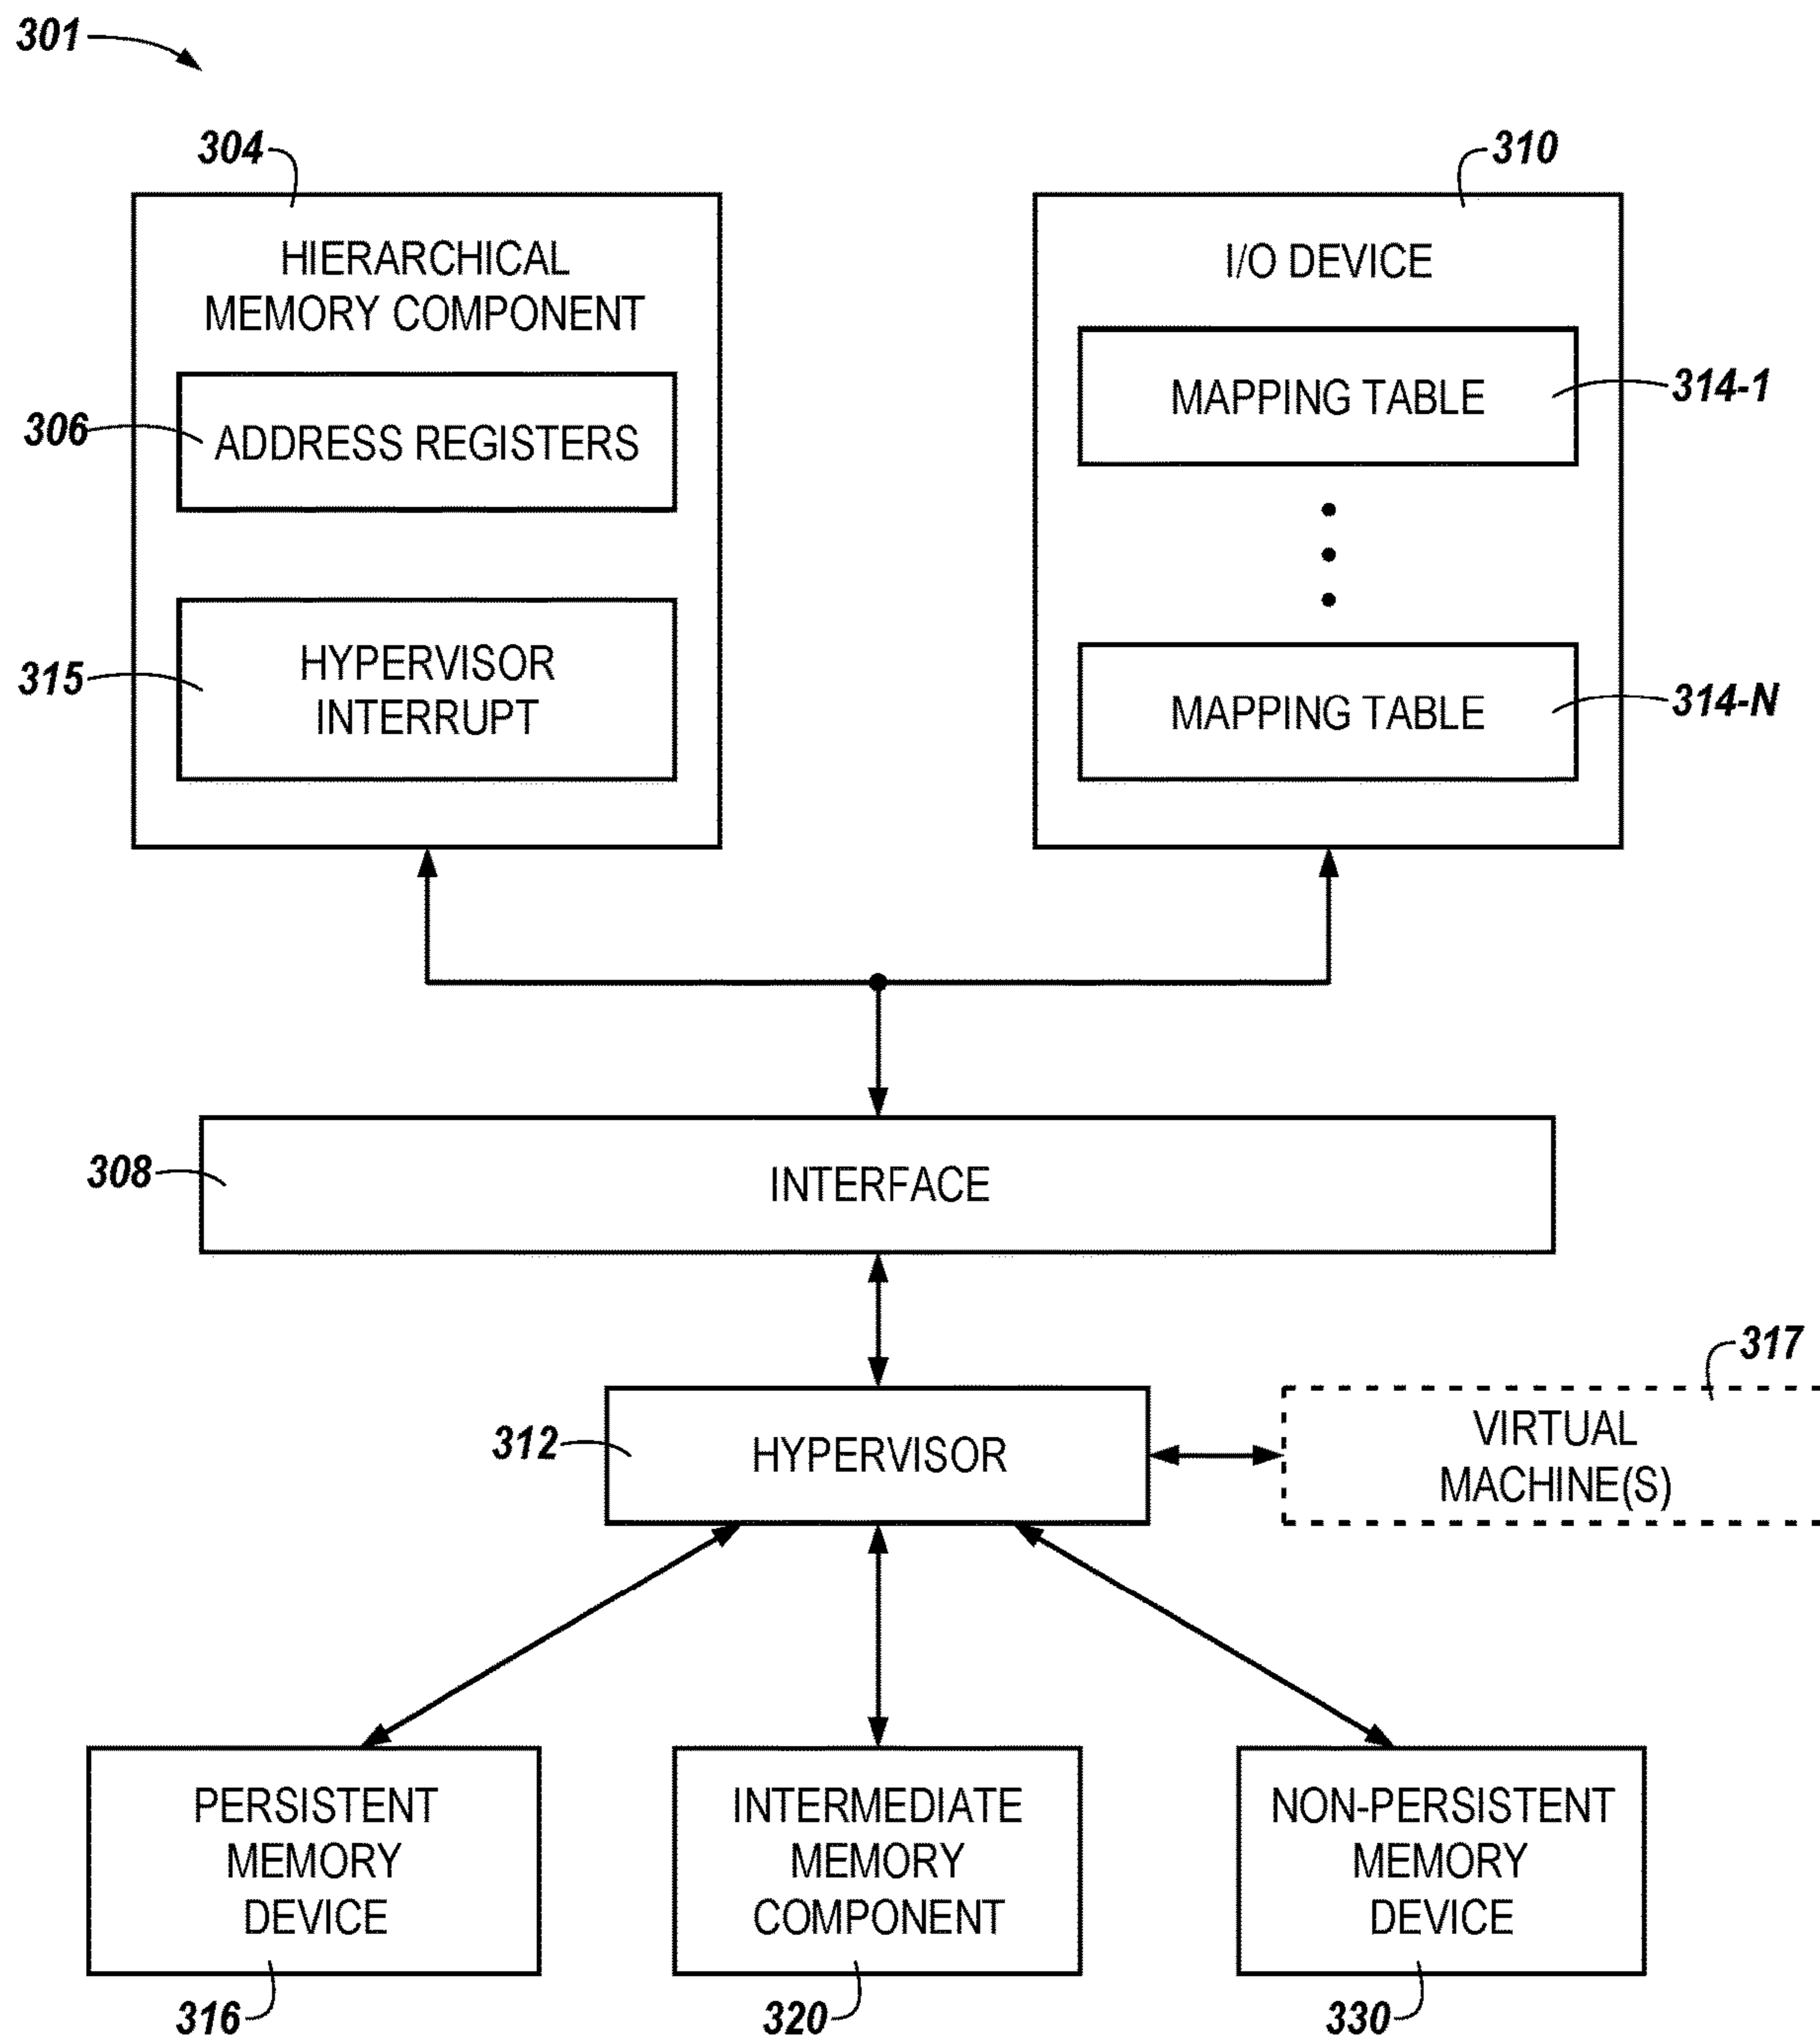 301
304
310
HIERARCHICAL
MEMORY COMPONENT
I/O DEVICE
MAPPING TABLE
314-1
306
ADDRESS REGISTERS
315
HYPERVISOR
INTERRUPT
MAPPING TABLE
314-N
308
INTERFACE
317
312
HYPERVISOR
VIRTUAL
MACHINE(S)
PERSISTENT
MEMORY
DEVICE
INTERMEDIATE
MEMORY
COMPONENT
NON-PERSISTENT
MEMORY
DEVICE
316
320
330